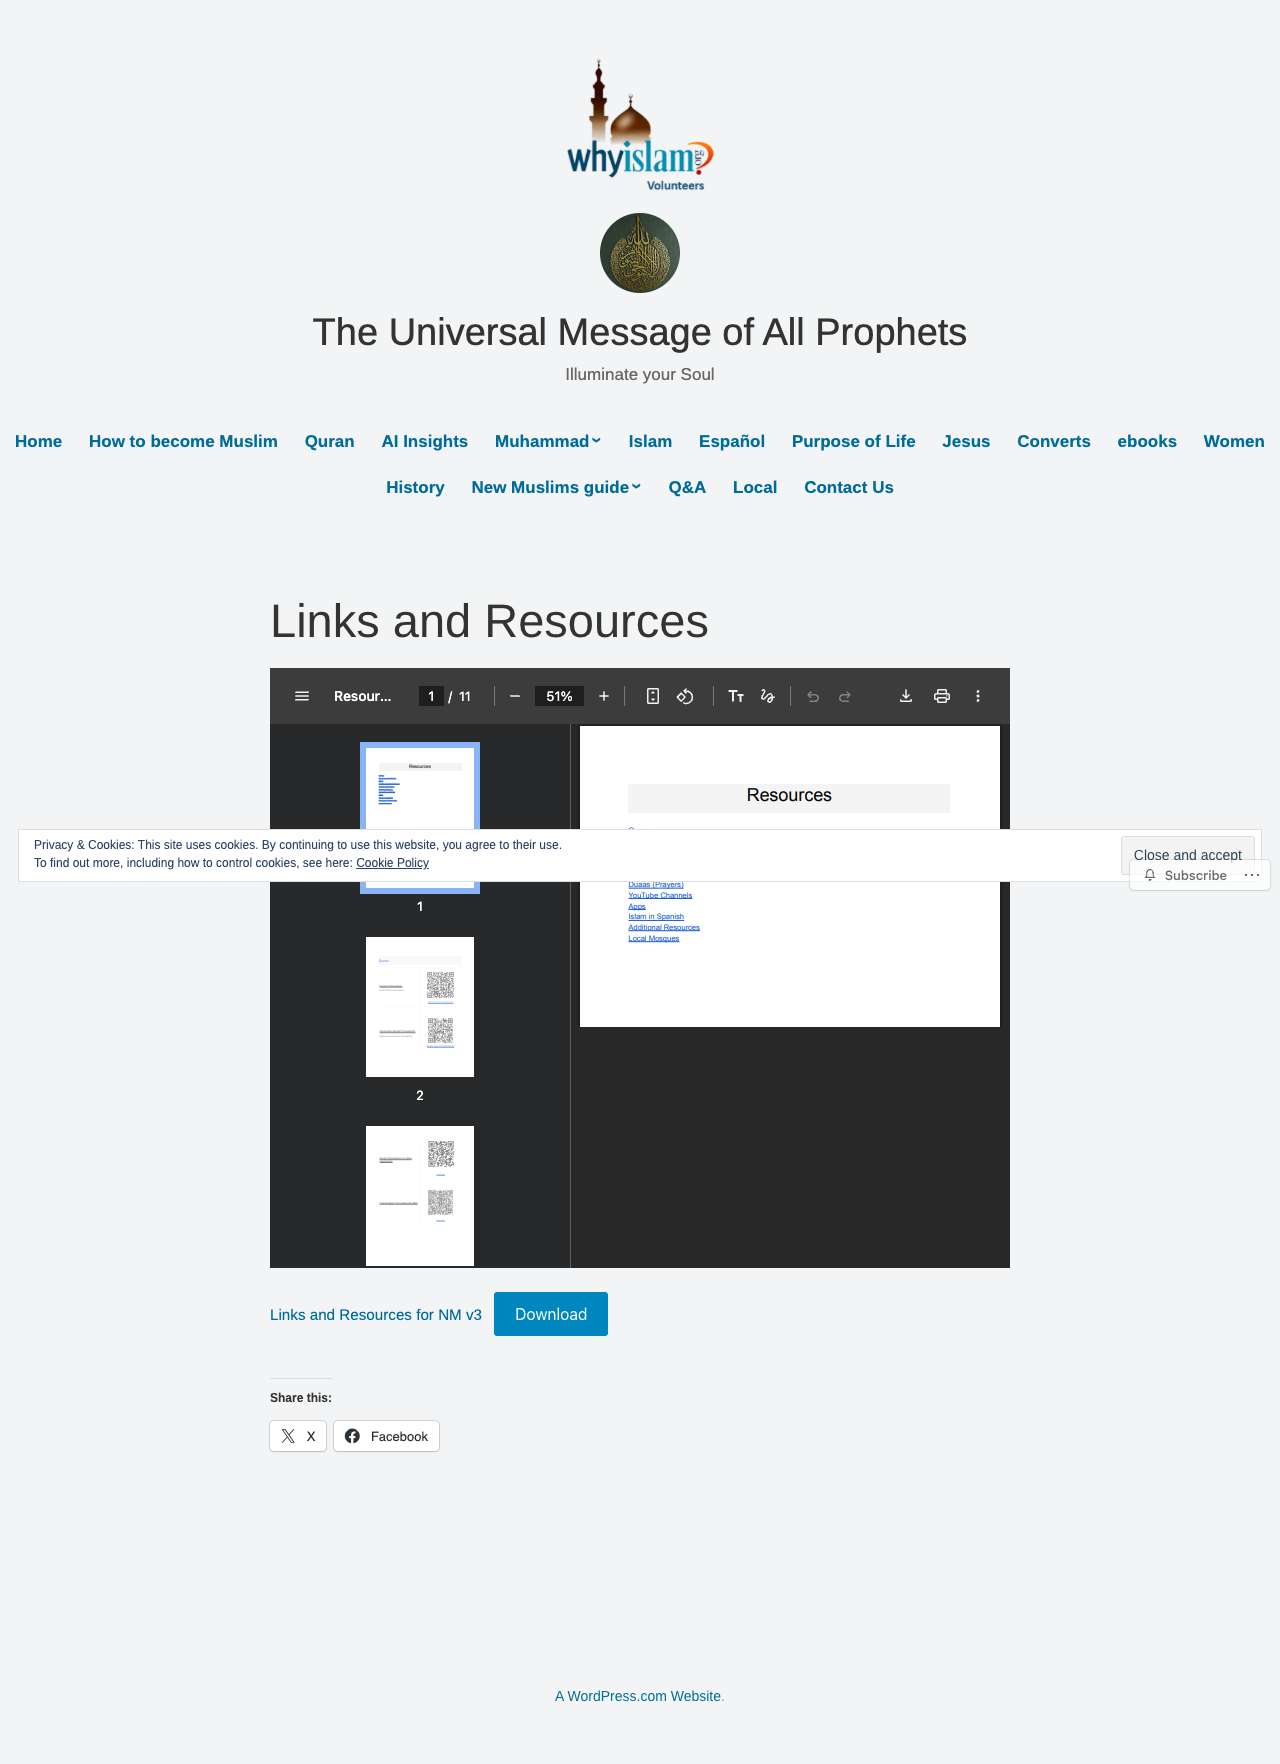 whyislam?
.org
Volunteers
The Universal Message of All Prophets
Illuminate your Soul
Home How to become Muslim Quran AI Insights Muhammad Islam Español Purpose of Life Jesus Converts ebooks Women
History New Muslims guide Q&A Local Contact Us
Links and Resources
Resour... 1 / 11 51%
Resources
Resources
Privacy & Cookies: This site uses cookies. By continuing to use this website, you agree to their use.
To find out more, including how to control cookies, see here: Cookie Policy
Close and accept
Subscribe ...
Duaas (Prayers)
YouTube Channels
Apps
Islam in Spanish
Additional Resources
Local Mosques
1
2
Links and Resources for NM v3 Download
Share this:
X Facebook
A WordPress.com Website.